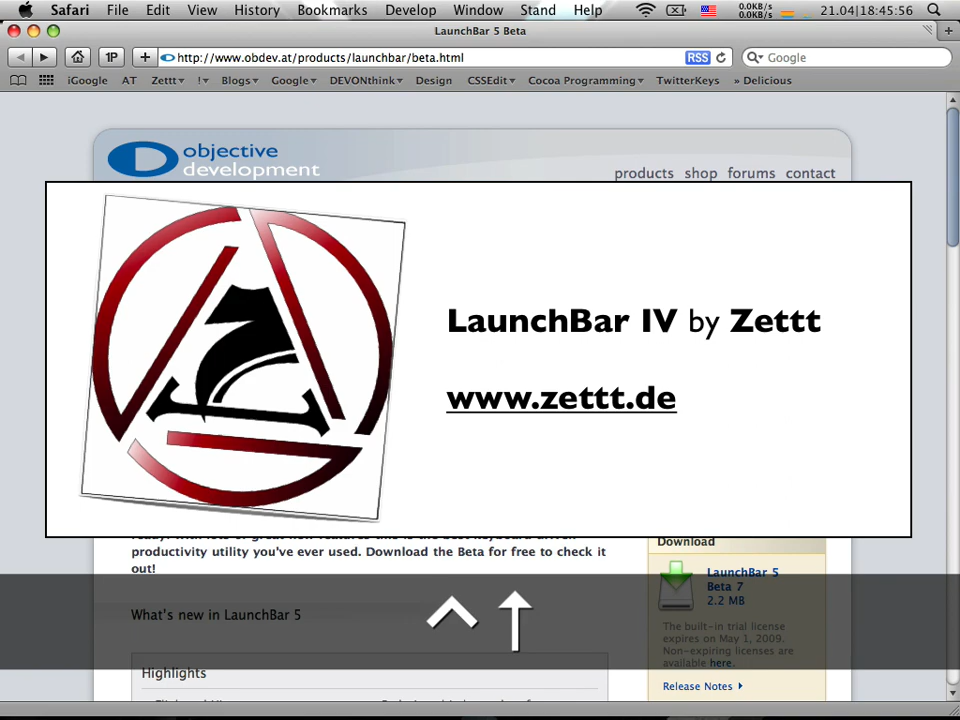 Safari File Edit View History Bookmarks Develop Window Stand Help 0.0KB/s 0.0KB/s 21.04|18:45:56
LaunchBar 5 Beta
1P + http://www.obdev.at/products/launchbar/beta.html RSS Google
iGoogle AT Zettt ! Blogs Google DEVONthink Design CSSEdit Cocoa Programming TwitterKeys » Delicious
objective
development
products shop forums contact
LaunchBar IV by Zettt
www.zettt.de
productivity utility you've ever used. Download the Beta for free to check it
out!
What's new in LaunchBar 5
Highlights
Download
LaunchBar 5
Beta 7
2.2 MB
The built-in trial license
expires on May 1, 2009.
Non-expiring licenses are
available here.
Release Notes